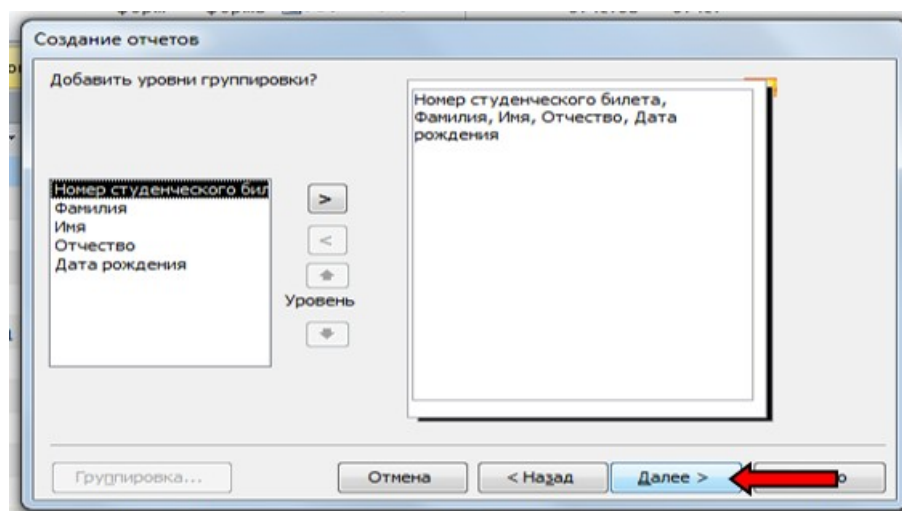 Создание отчетов
Добавить уровни группировки?
Номер студенческого билета,
Фамилия, Имя, Отчество, Дата
рождения
Номер студенческого бил
Фамилия
Имя
Отчество
Дата рождения
>
<
Уровень
Группировка...
Отмена
< Назад
Далее >